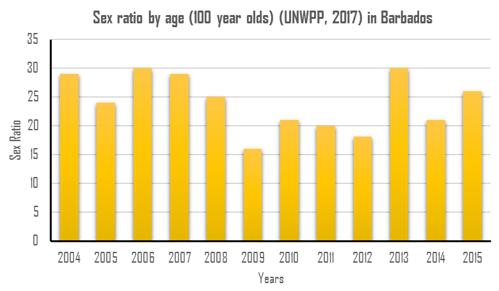 Sex ratio by age (100 year olds) (UNWPP, 2017) in Barbados
35
30
25
20
15
10
5
0
Sex Ratio
2004 2005 2006 2007 2008 2009 2010 2011 2012 2013 2014 2015
Years